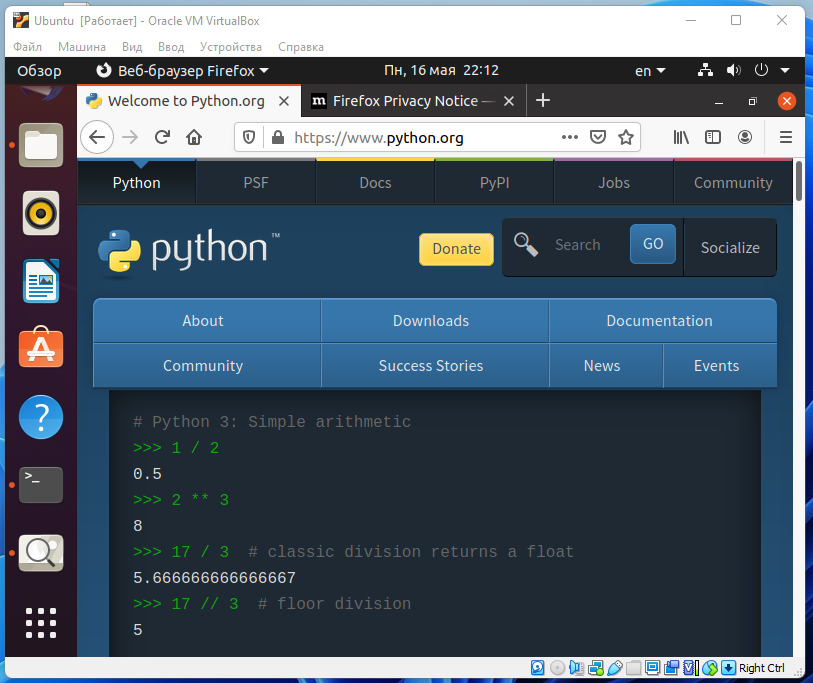 Ubuntu [Работает] - Oracle VM VirtualBox
Файл Машина Вид Ввод Устройства Справка
Обзор Веб-браузер Firefox Пн, 16 мая 22:12 en
Welcome to Python.org m Firefox Privacy Notice —
https://www.python.org
Python PSF Docs PyPI Jobs Community
python™ Donate Search GO Socialize
About Downloads Documentation
Community Success Stories News Events
# Python 3: Simple arithmetic
>>> 1 / 2
0.5
>>> 2 ** 3
8
>>> 17 / 3 # classic division returns a float
5.666666666666667
>>> 17 // 3 # floor division
5
Right Ctrl